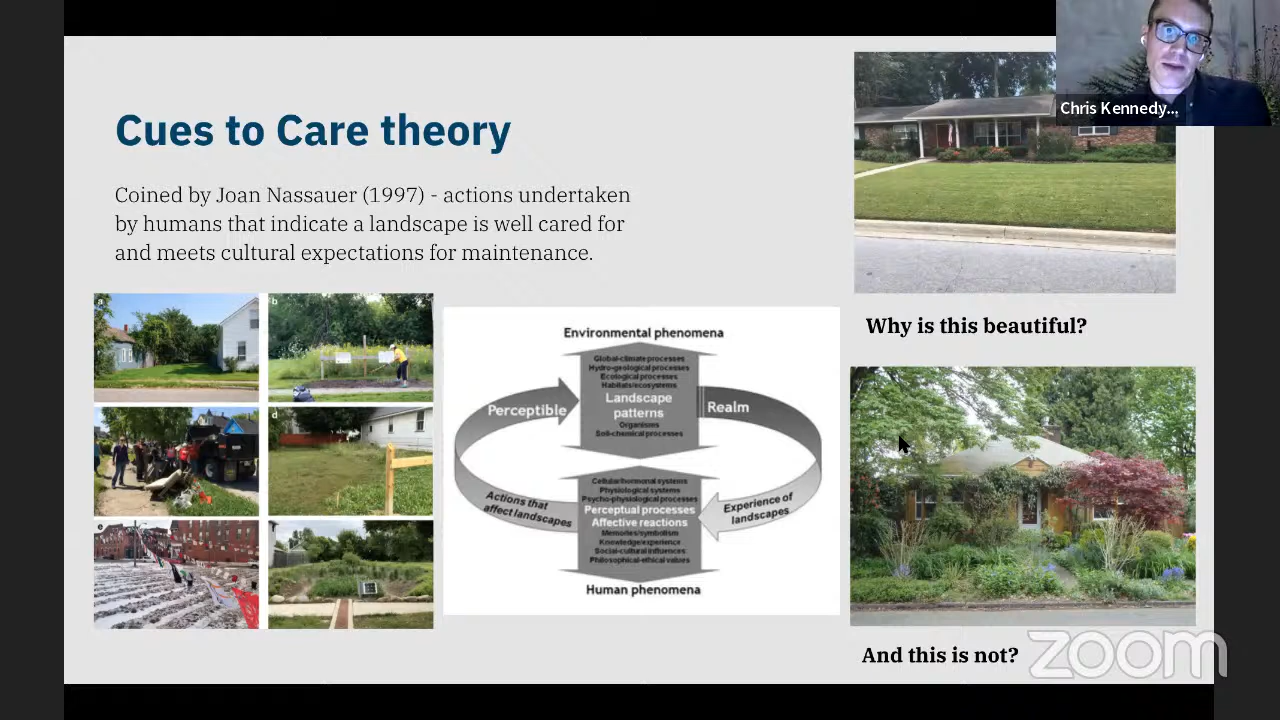 Chris Kennedy...
Cues to Care theory
Coined by Joan Nassauer (1997) - actions undertaken
by humans that indicate a landscape is well cared for
and meets cultural expectations for maintenance.
a
b
d
e
Environmental phenomena
Global-climate processes
Hydro-geological processes
Ecological processes
Habitats/ecosystems
Landscape
patterns
Organisms
Soil-chemical processes
Perceptible
Realm
Cellular/hormonal systems
Physiological systems
Psycho-physiological processes
Perceptual processes
Affective reactions
Memories/symbolism
Knowledge/experience
Social-cultural influences
Philosophical-ethical values
Actions that
affect landscapes
Experience of
landscapes
Human phenomena
Why is this beautiful?
And this is not?
zoom